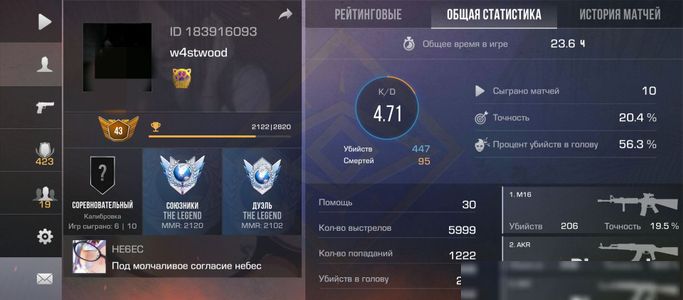 РЕЙТИНГОВЫЕ
ОБЩАЯ СТАТИСТИКА
ИСТОРИЯ МАТЧЕЙ
ID 183916093
w4stwood
43
2122|2820
?
СОРЕВНОВАТЕЛЬНЫЙ
Калибровка
Игр сыграно: 6 | 10
СОЮЗНИКИ
THE LEGEND
MMR: 2120
ДУЭЛЬ
THE LEGEND
MMR: 2102
НЕБЕС
Под молчаливое согласие небес
423
19
Общее время в игре 23.6 ч
K/D
4.71
Убийств 447
Смертей 95
Сыграно матчей 10
Точность 20.4 %
Процент убийств в голову 56.3 %
Помощь 30
Кол-во выстрелов 5999
Кол-во попаданий 1222
Убийств в голову
1. M16
Убийств 206 Точность 19.5 %
2. AKR